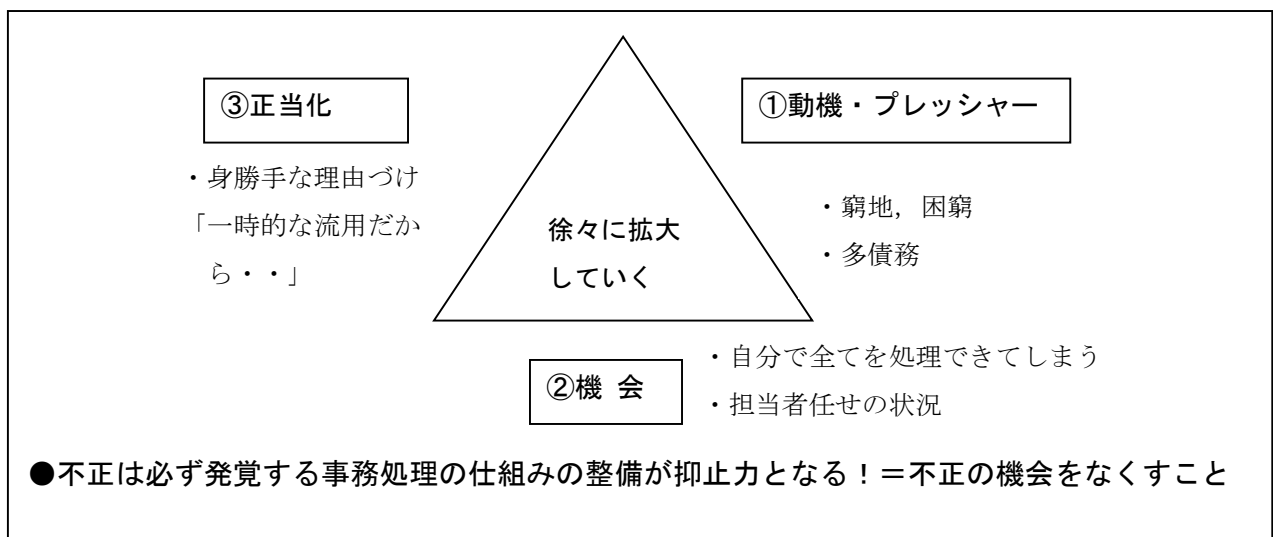 ③正当化
・身勝手な理由づけ
「一時的な流用だか
ら・・」
①動機・プレッシャー
・窮地，困窮
・多債務
徐々に拡大
していく
②機 会
・自分で全てを処理できてしまう
・担当者任せの状況
●不正は必ず発覚する事務処理の仕組みの整備が抑止力となる！＝不正の機会をなくすこと